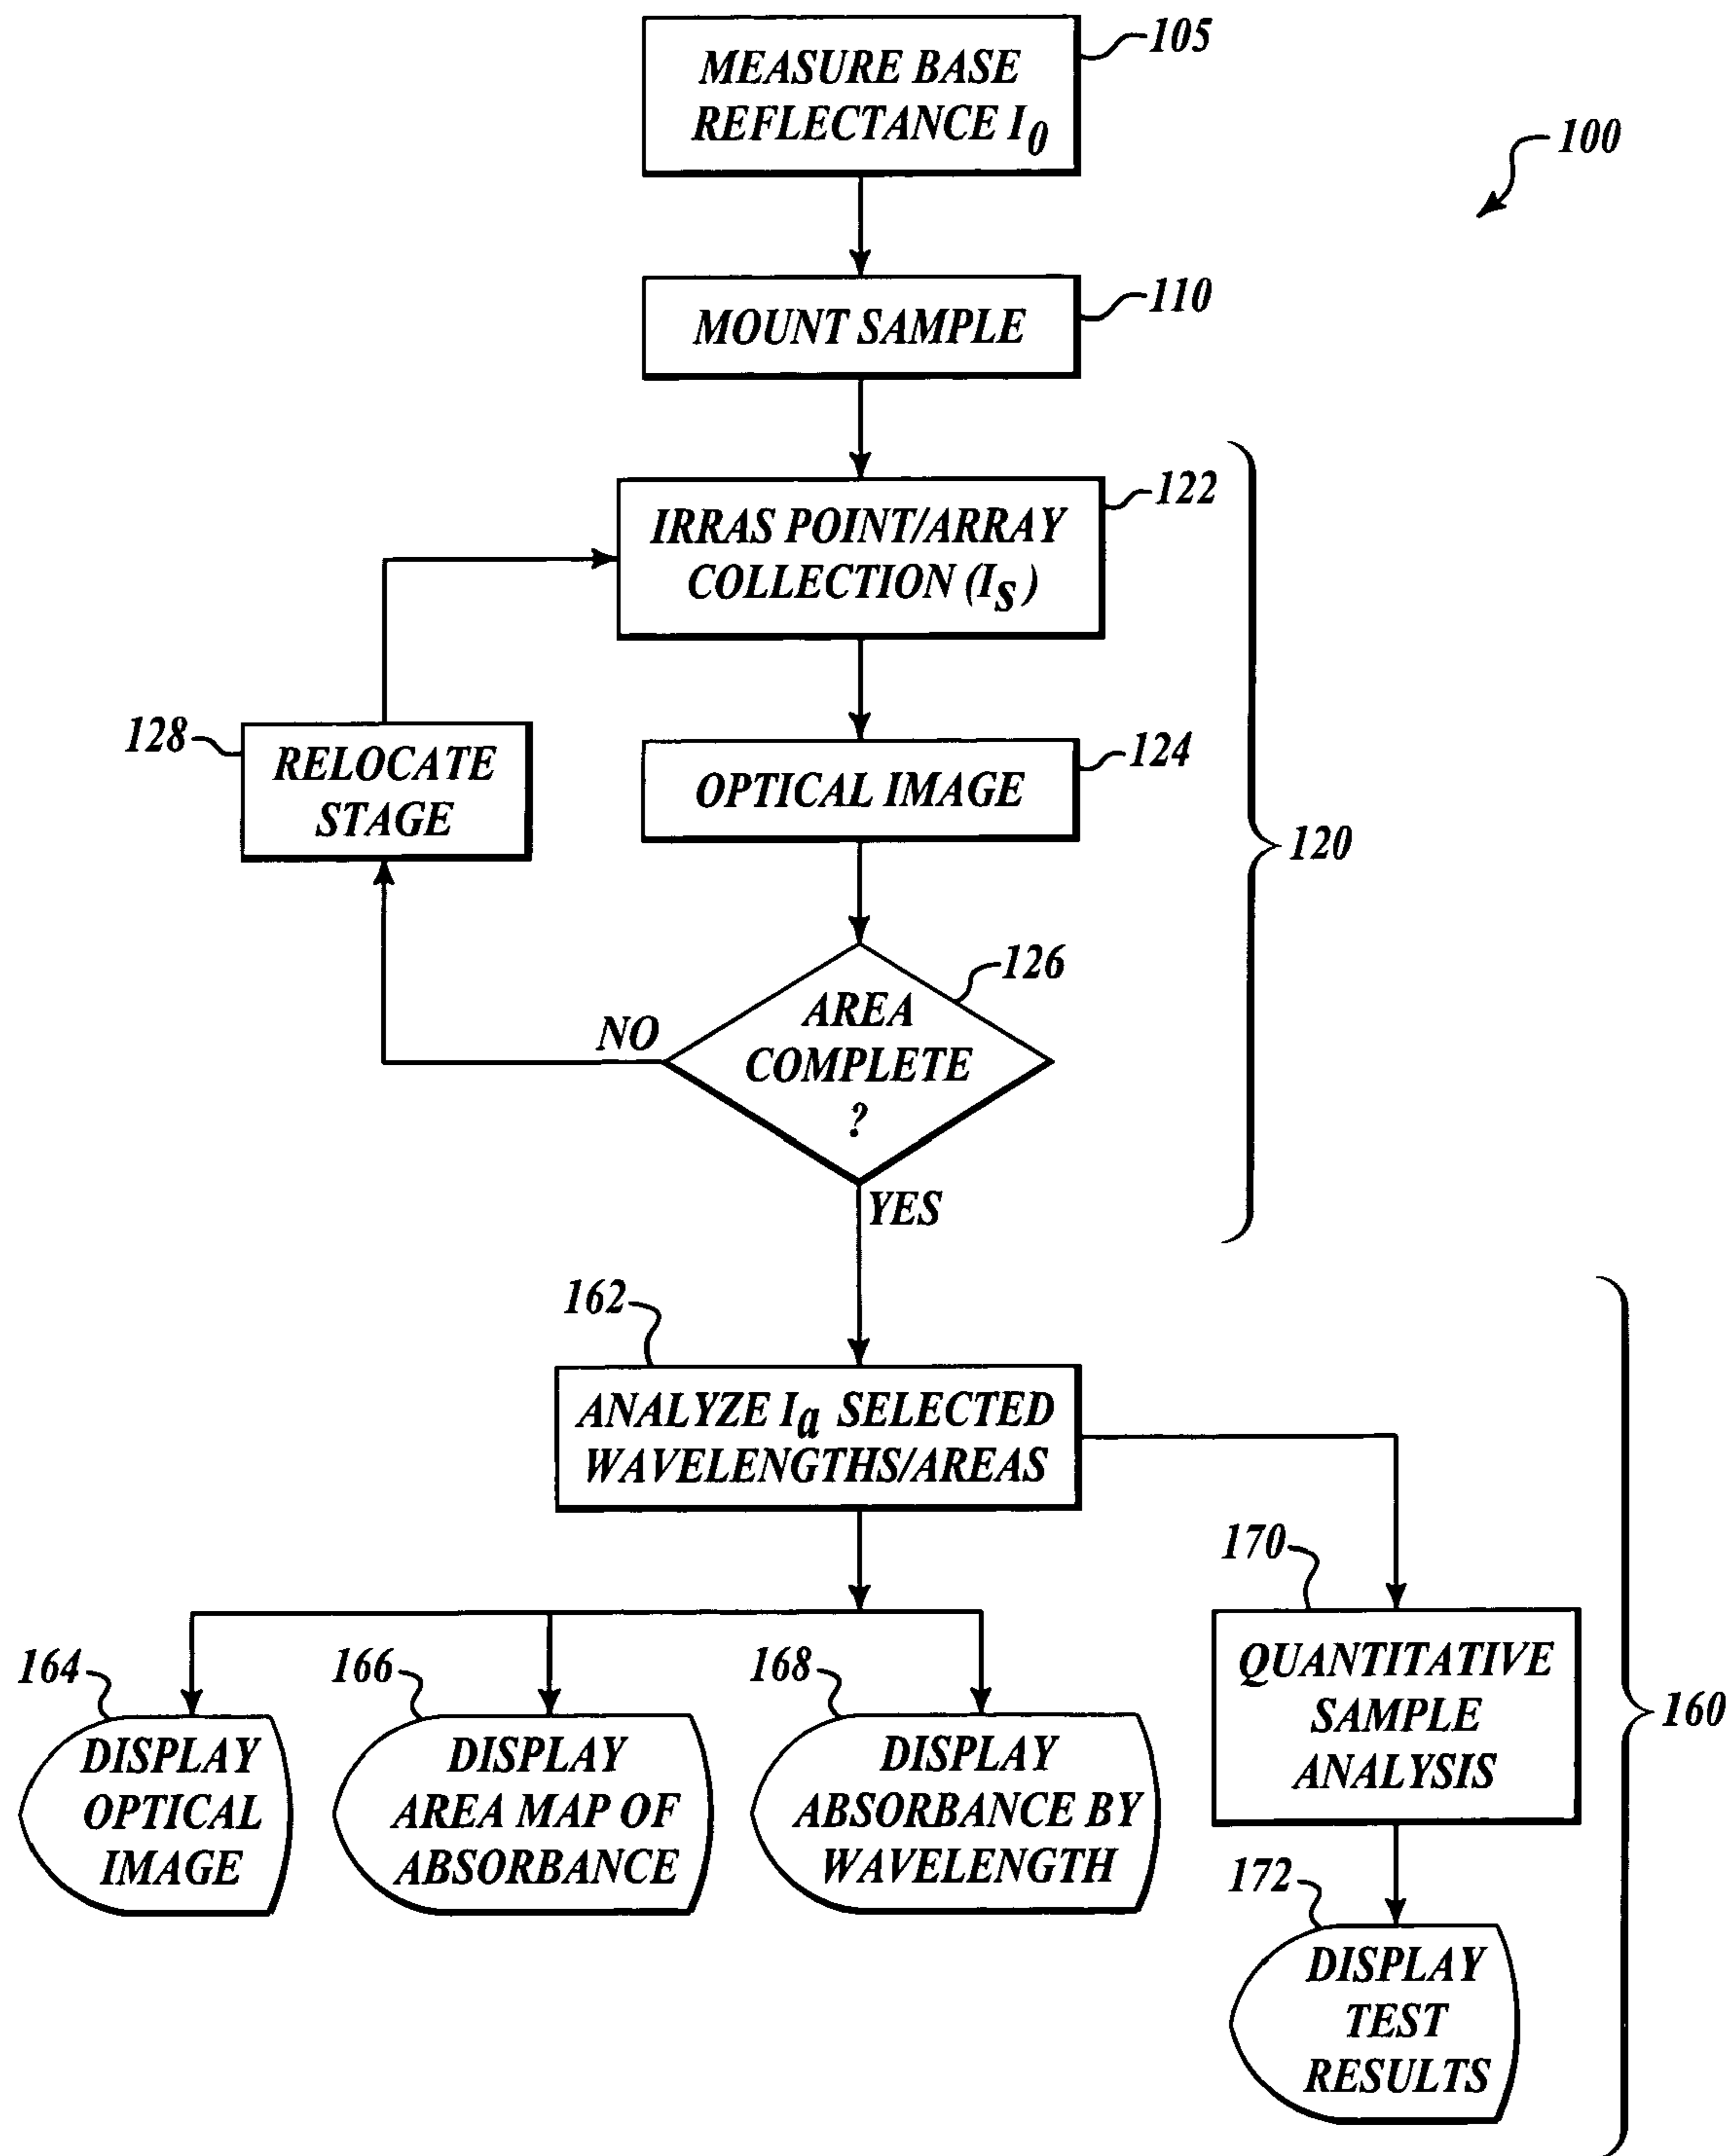 105
MEASURE BASE
REFLECTANCE I0
100
110
MOUNT SAMPLE
122
IRRAS POINT/ARRAY
COLLECTION (Is)
128
RELOCATE
STAGE
124
OPTICAL IMAGE
120
126
AREA
COMPLETE
?
NO
YES
162
ANALYZE Ia SELECTED
WAVELENGTHS/AREAS
170
QUANTITATIVE
SAMPLE
ANALYSIS
160
164
DISPLAY
OPTICAL
IMAGE
166
DISPLAY
AREA MAP OF
ABSORBANCE
168
DISPLAY
ABSORBANCE BY
WAVELENGTH
172
DISPLAY
TEST
RESULTS